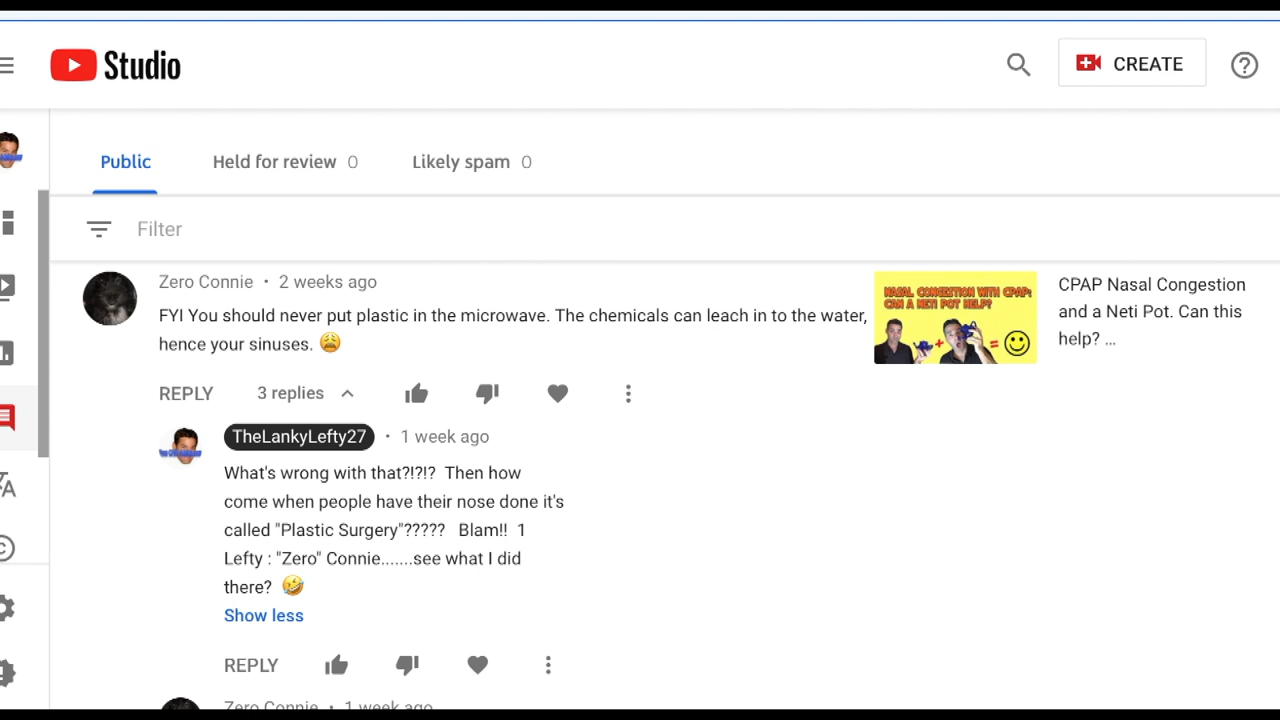 Studio
CREATE
Public
Held for review 0
Likely spam 0
Filter
Zero Connie • 2 weeks ago
FYI You should never put plastic in the microwave. The chemicals can leach in to the water,
hence your sinuses. 😩
NASAL CONGESTION WITH CPAP:
CAN A NETI POT HELP?
CPAP Nasal Congestion
and a Neti Pot. Can this
help? ...
REPLY
3 replies
TheLankyLefty27 • 1 week ago
What's wrong with that?!?!? Then how
come when people have their nose done it's
called "Plastic Surgery"????? Blam!! 1
Lefty : "Zero" Connie.......see what I did
there? 🤣
Show less
REPLY
Zero Connie • 1 week ago